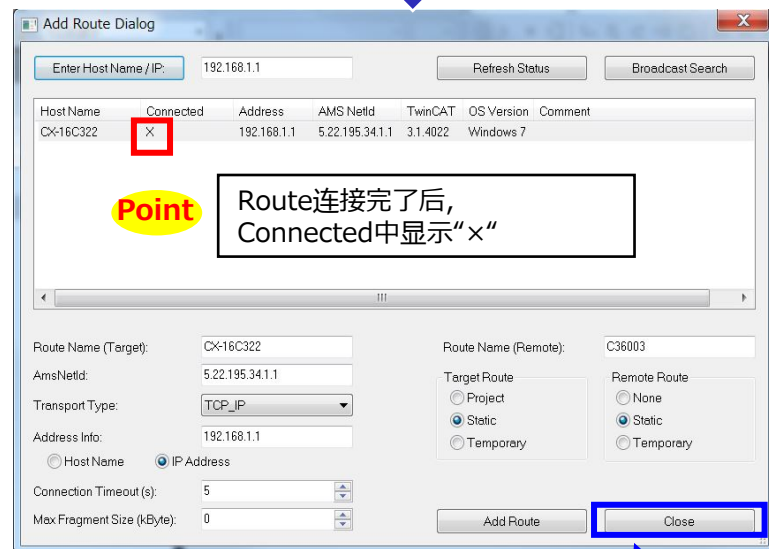 Add Route Dialog
X
Enter Host Name / IP: 192.168.1.1 Refresh Status Broadcast Search
Host Name Connected Address AMS NetId TwinCAT OS Version Comment
CX-16C322 X 192.168.1.1 5.22.195.34.1.1 3.1.4022 Windows 7
Point
Route连接完了后,
Connected中显示“×“
Route Name (Target): CX-16C322 Route Name (Remote): C36003
AmsNetId: 5.22.195.34.1.1 Target Route Remote Route
Transport Type: TCP_IP Project None
Address Info: 192.168.1.1 Static Static
Host Name IP Address Temporary Temporary
Connection Timeout (s): 5
Max Fragment Size (kByte): 0 Add Route Close